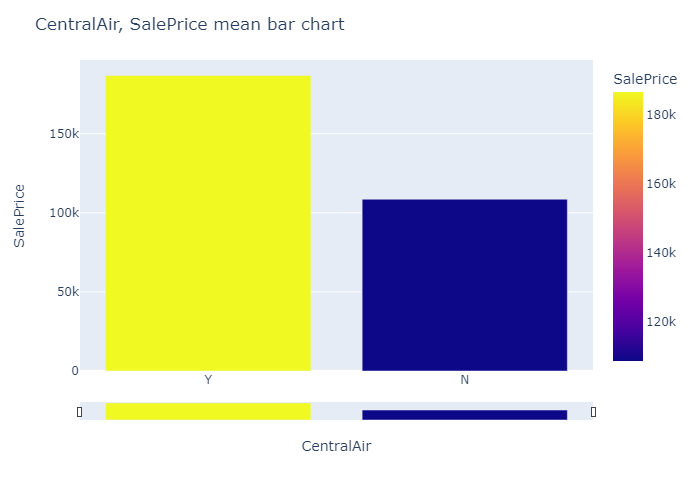 CentralAir, SalePrice mean bar chart
SalePrice
150k
100k
50k
0
Y
N
CentralAir
SalePrice
180k
160k
140k
120k